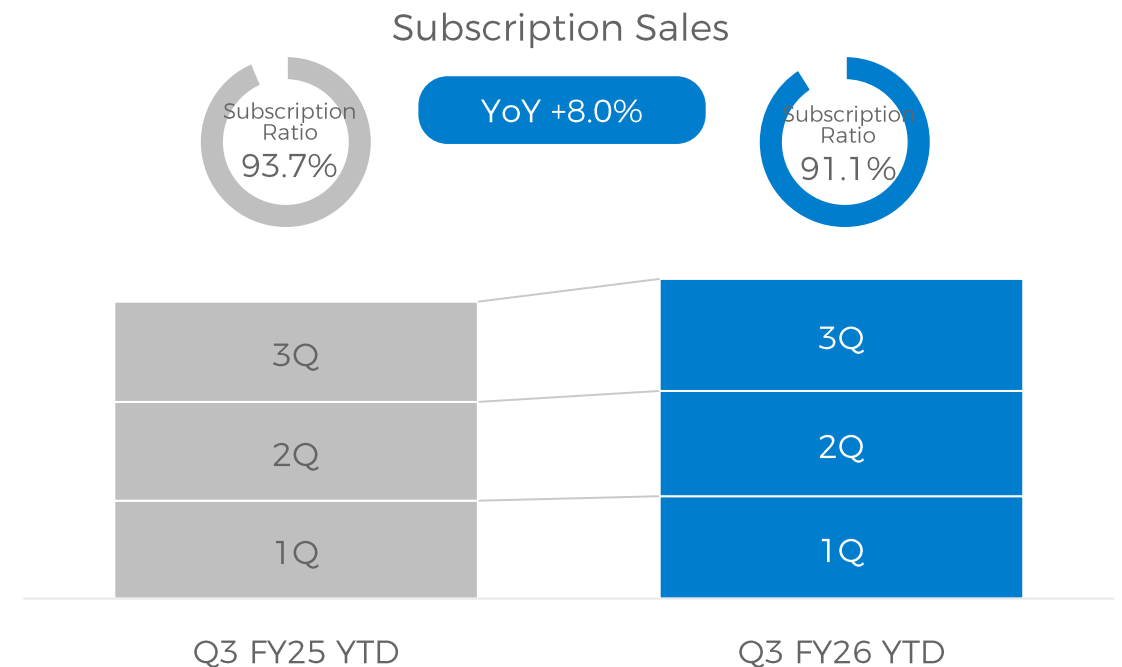 Subscription Sales
Subscription
Ratio
93.7%
YoY +8.0%
Subscription
Ratio
91.1%
3Q
2Q
1Q
3Q
2Q
1Q
Q3 FY25 YTD
Q3 FY26 YTD